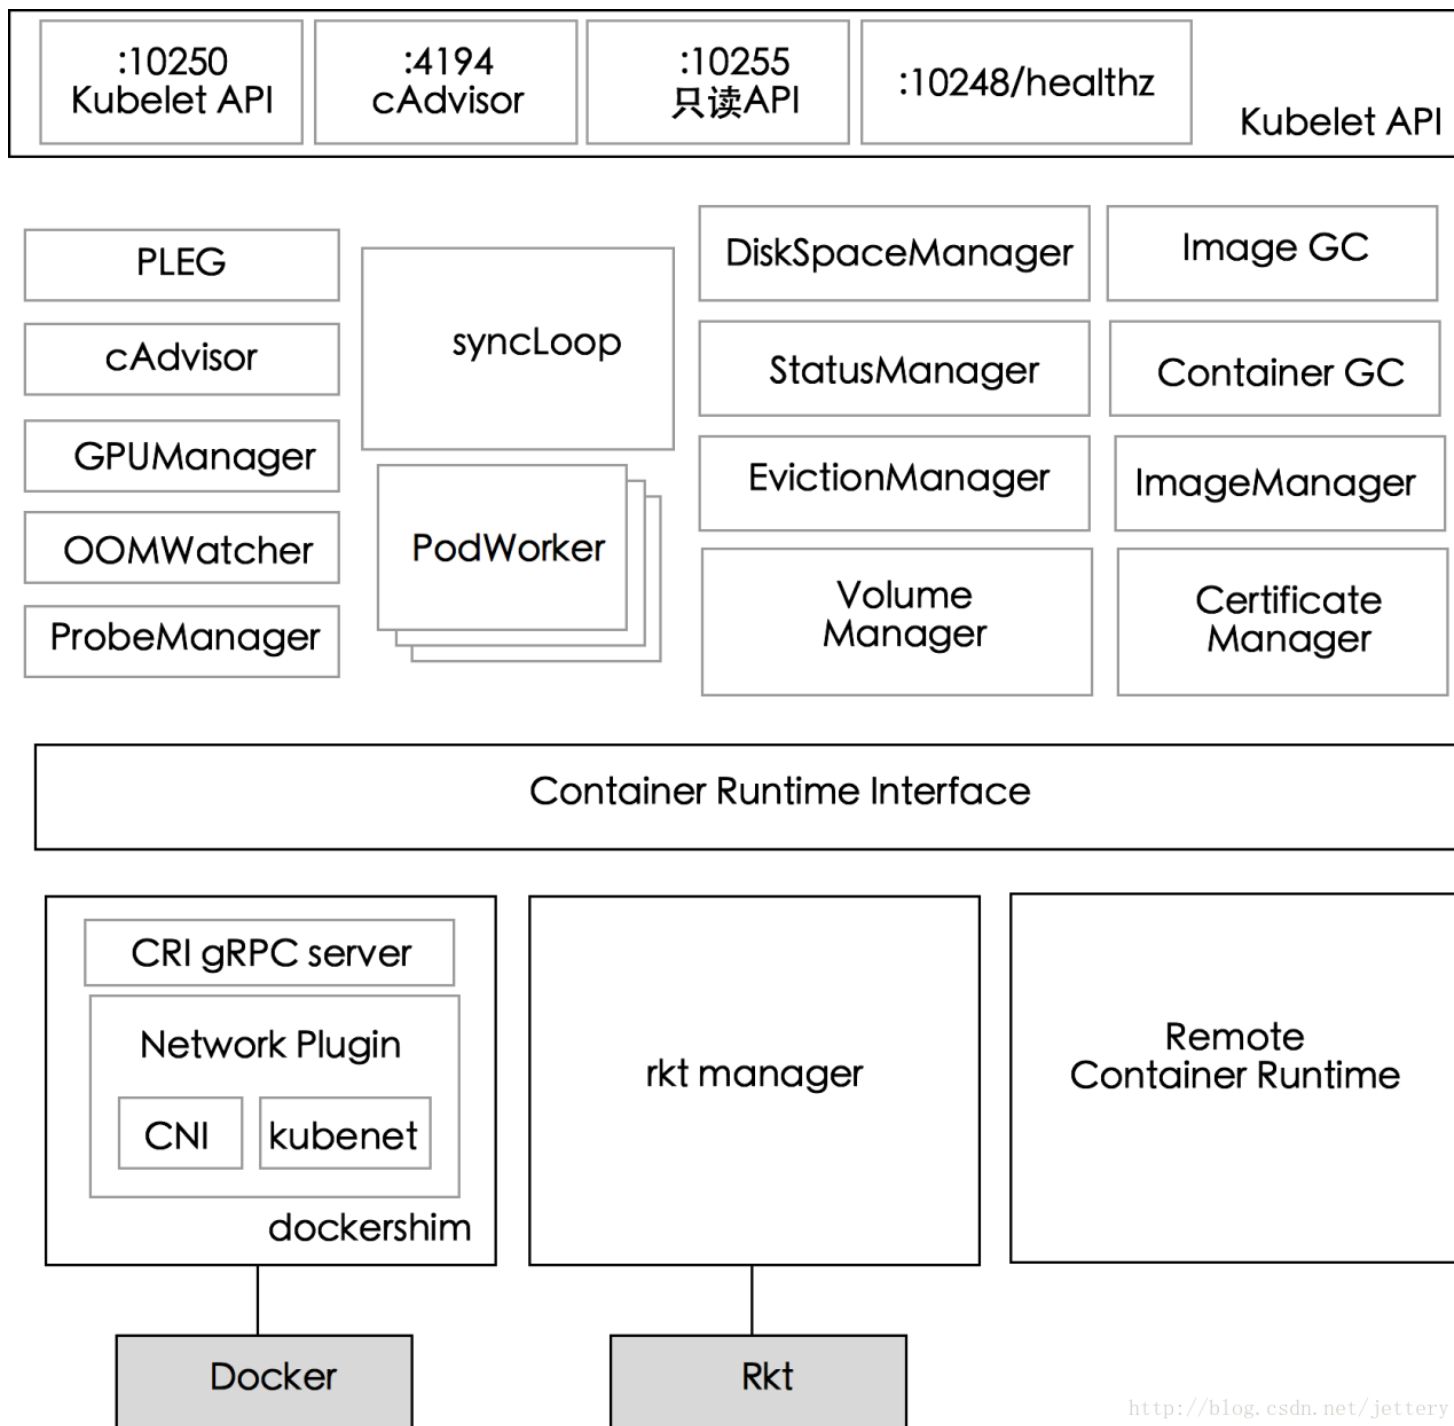 :10250
Kubelet API
:4194
cAdvisor
:10255
只读API
:10248/healthz
Kubelet API
PLEG
cAdvisor
GPUManager
OOMWatcher
ProbeManager
syncLoop
PodWorker
DiskSpaceManager
StatusManager
EvictionManager
Volume
Manager
Image GC
Container GC
ImageManager
Certificate
Manager
Container Runtime Interface
CRI gRPC server
Network Plugin
CNI
kubenet
dockershim
rkt manager
Remote
Container Runtime
Docker
Rkt
http://blog.csdn.net/jettery